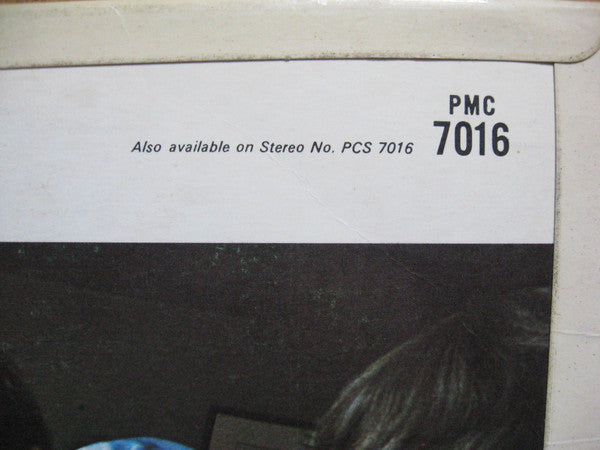 PMC
7016
Also available on Stereo No. PCS 7016